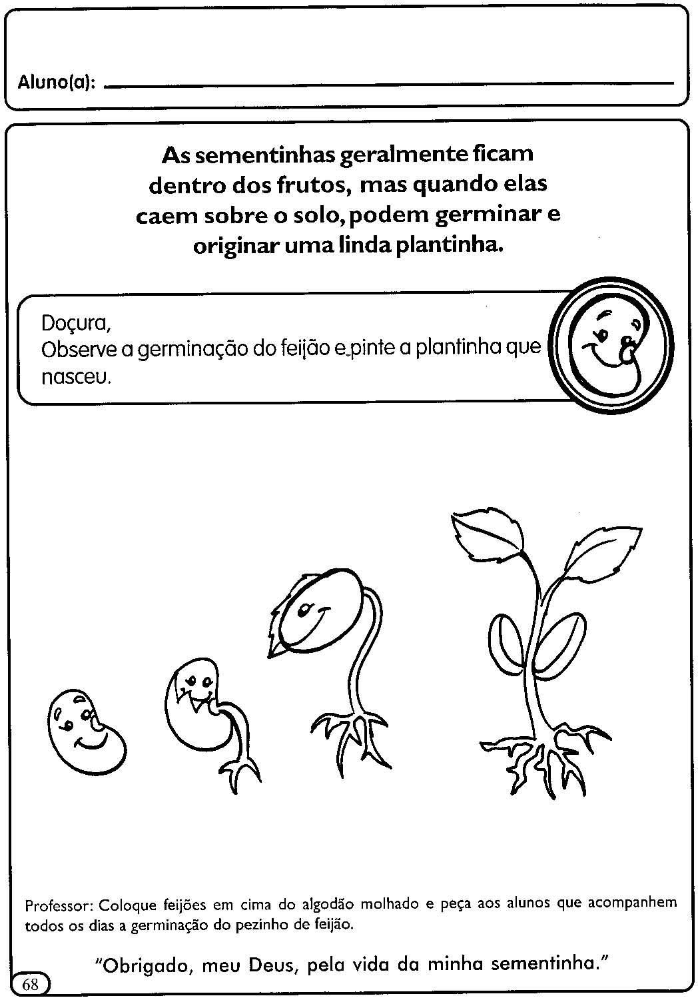 Aluno(a):
As sementinhas geralmente ficam
dentro dos frutos, mas quando elas
caem sobre o solo, podem germinar e
originar uma linda plantinha.
Doçura,
Observe a germinação do feijão e pinte a plantinha que
nasceu.
Professor: Coloque feijões em cima do algodão molhado e peça aos alunos que acompanhem
todos os dias a germinação do pezinho de feijão.
"Obrigado, meu Deus, pela vida da minha sementinha."
68